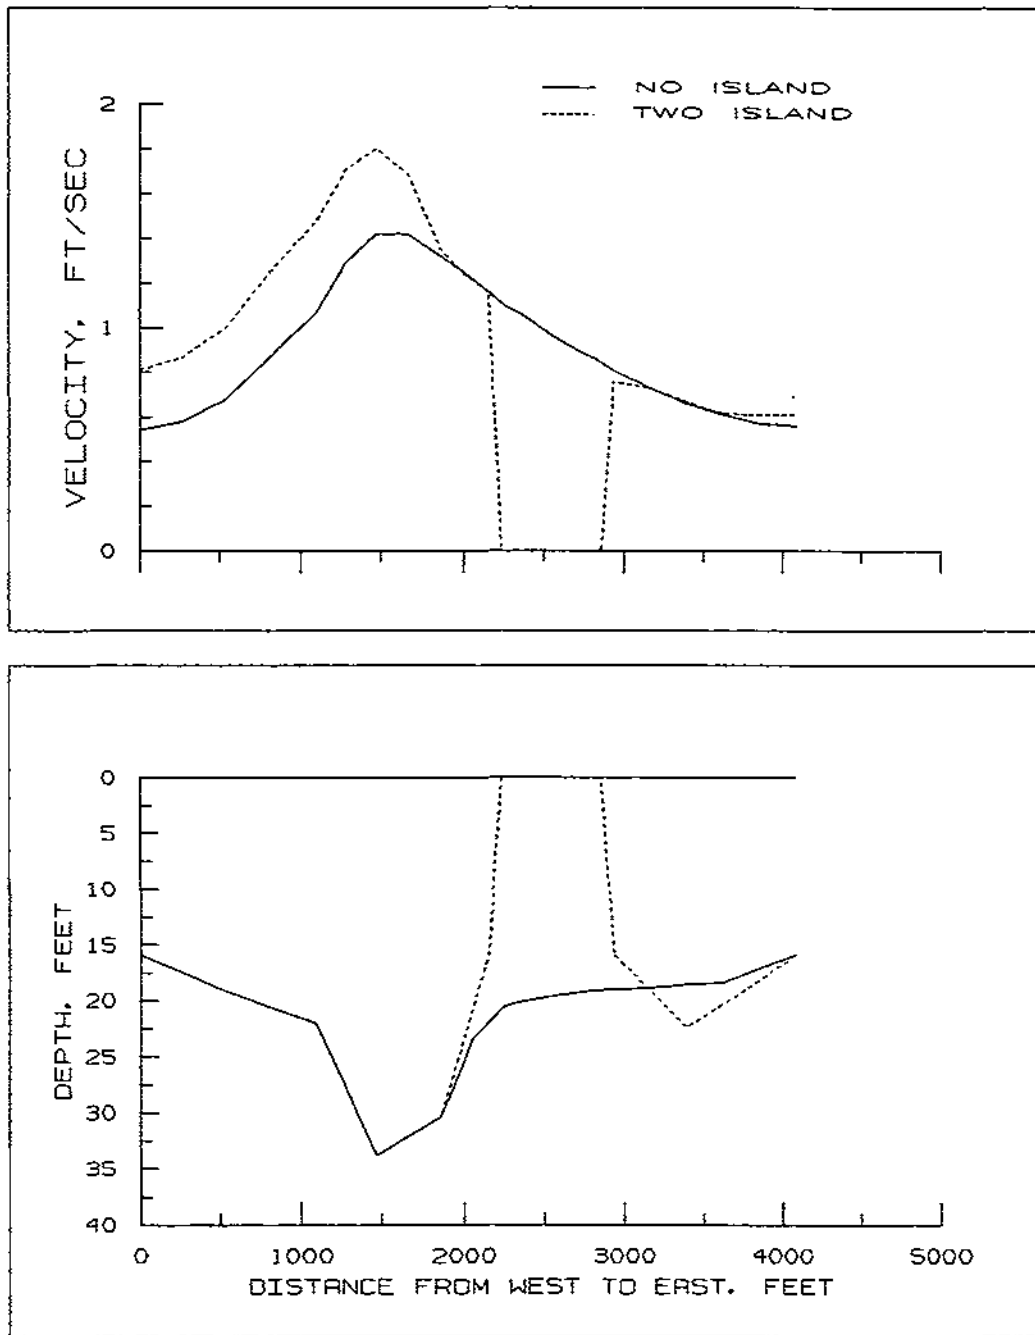 NO ISLAND
TWO ISLAND
VELOCITY, FT/SEC
2
1
0
DEPTH, FEET
0
5
10
15
20
25
30
35
40
0 1000 2000 3000 4000 5000
DISTANCE FROM WEST TO EAST, FEET